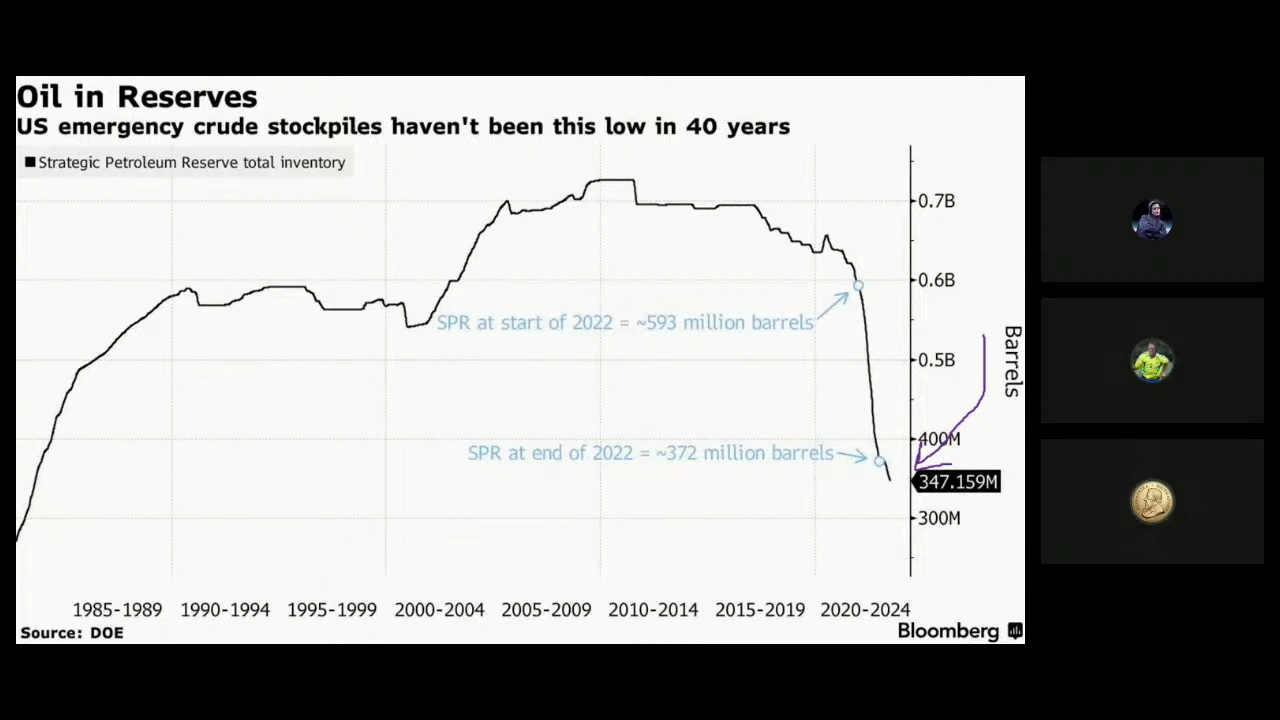 Oil in Reserves
US emergency crude stockpiles haven't been this low in 40 years
Strategic Petroleum Reserve total inventory
0.7B
0.6B
SPR at start of 2022 = ~593 million barrels
0.5B
Barrels
400M
SPR at end of 2022 = ~372 million barrels
347.159M
300M
1985-1989 1990-1994 1995-1999 2000-2004 2005-2009 2010-2014 2015-2019 2020-2024
Source: DOE
Bloomberg